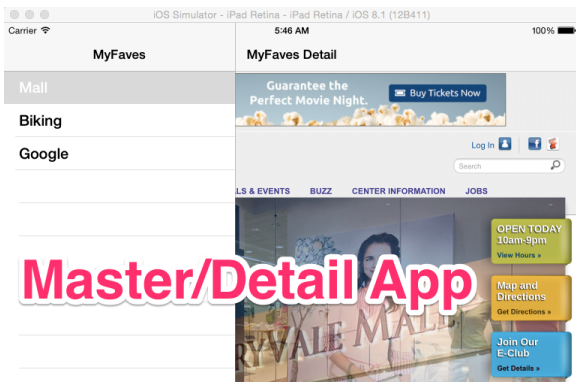 iOS Simulator - iPad Retina - iPad Retina / iOS 8.1 (12B411)
Carrier 5:46 AM 100%
MyFaves MyFaves Detail
Mall
Biking
Google
Guarantee the
Perfect Movie Night.
Buy Tickets Now
Log In
Search
LS & EVENTS BUZZ CENTER INFORMATION JOBS
OPEN TODAY
10am-9pm
View Hours »
Master/Detail App
Map and
Directions
Get Directions »
RYVALE MALL
Join Our
E-Club
Get Details »